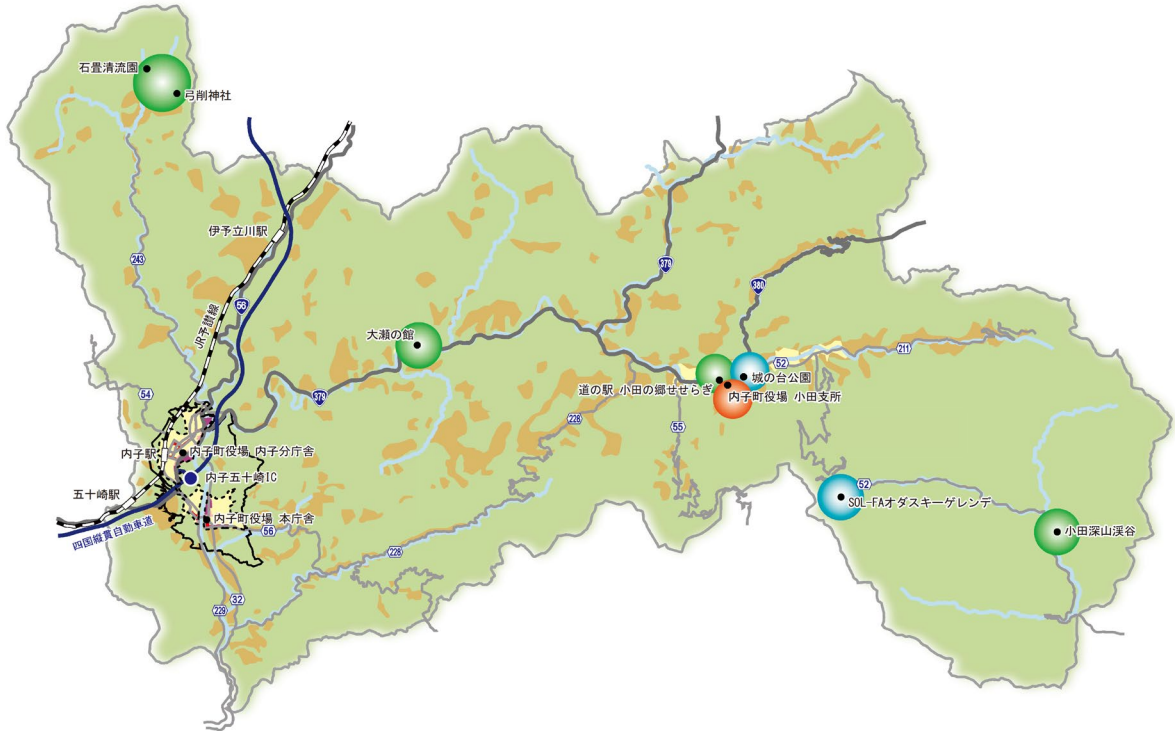 石畳清流園
弓削神社
伊予立川駅
243
56
JR予讃線
379
380
大瀬の館
52
211
城の台公園
道の駅 小田の郷せせらぎ
内子町役場 小田支所
379
54
228
55
内子駅
内子町役場 内子分庁舎
内子五十崎IC
五十崎駅
52
SOL-FAオダスキーゲレンデ
内子町役場 本庁舎
56
小田深山渓谷
四国縦貫自動車道
228
32
229